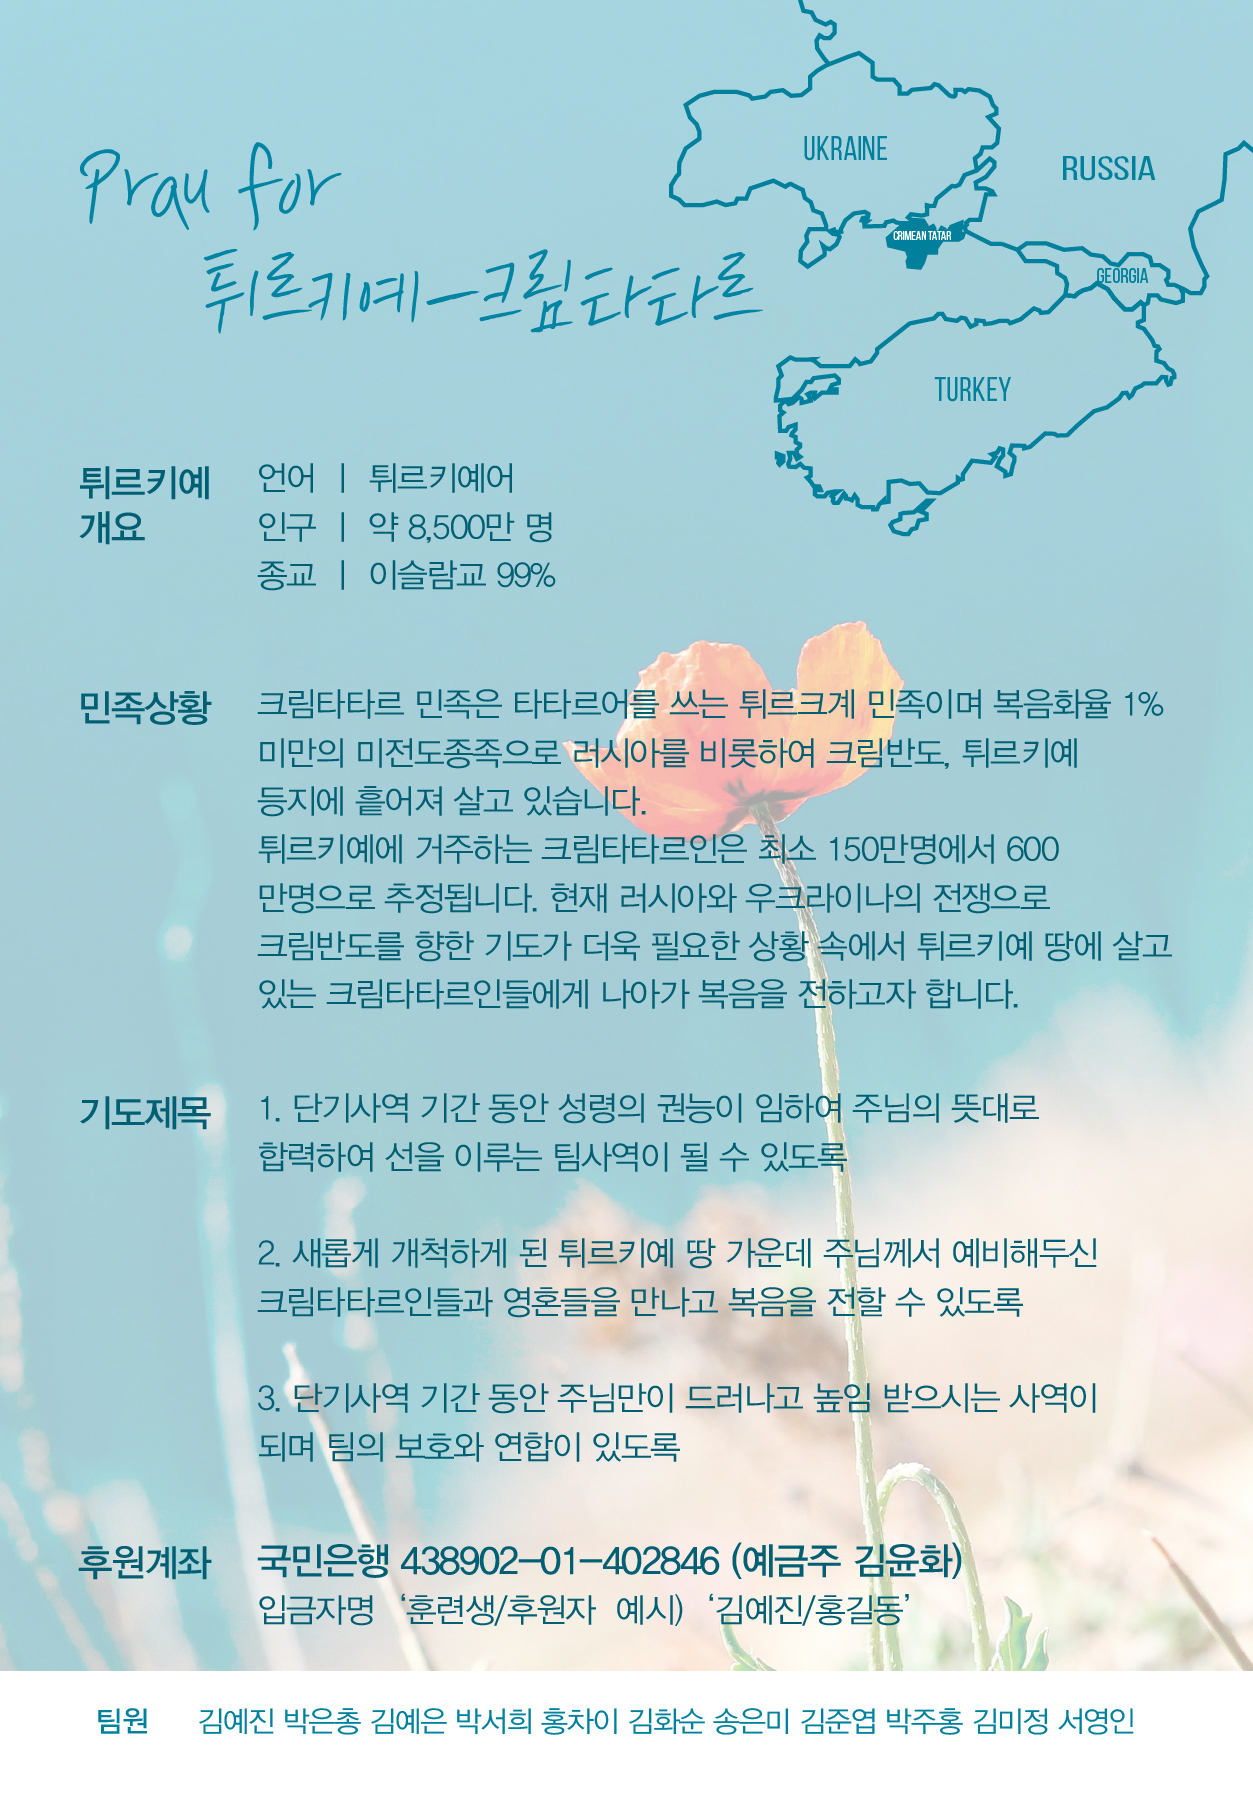 UKRAINE
RUSSIA
CRIMEAN TATAR
GEORGIA
TURKEY
Pray for
튀르키예-크림타타르
튀르키예 개요
언어 | 튀르키예어
인구 | 약 8,500만 명
종교 | 이슬람교 99%
민족상황
크림타타르 민족은 타타르어를 쓰는 튀르크계 민족이며 복음화율 1%
미만의 미전도종족으로 러시아를 비롯하여 크림반도, 튀르키예
등지에 흩어져 살고 있습니다.
튀르키예에 거주하는 크림타타르인은 최소 150만명에서 600
만명으로 추정됩니다. 현재 러시아와 우크라이나의 전쟁으로
크림반도를 향한 기도가 더욱 필요한 상황 속에서 튀르키예 땅에 살고
있는 크림타타르인들에게 나아가 복음을 전하고자 합니다.
기도제목
1. 단기사역 기간 동안 성령의 권능이 임하여 주님의 뜻대로
합력하여 선을 이루는 팀사역이 될 수 있도록
2. 새롭게 개척하게 된 튀르키예 땅 가운데 주님께서 예비해두신
크림타타르인들과 영혼들을 만나고 복음을 전할 수 있도록
3. 단기사역 기간 동안 주님만이 드러나고 높임 받으시는 사역이
되며 팀의 보호와 연합이 있도록
후원계좌
국민은행 438902-01-402846 (예금주 김윤화)
입금자명 ‘훈련생/후원자 예시) ‘김예진/홍길동’
팀원 김예진 박은총 김예은 박서희 홍차이 김화순 송은미 김준엽 박주홍 김미정 서영인